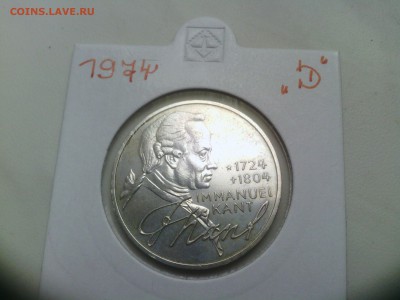 COINS.LAVE.RU
1974
„D”
*1724
†1804
IMMANUEL
KANT